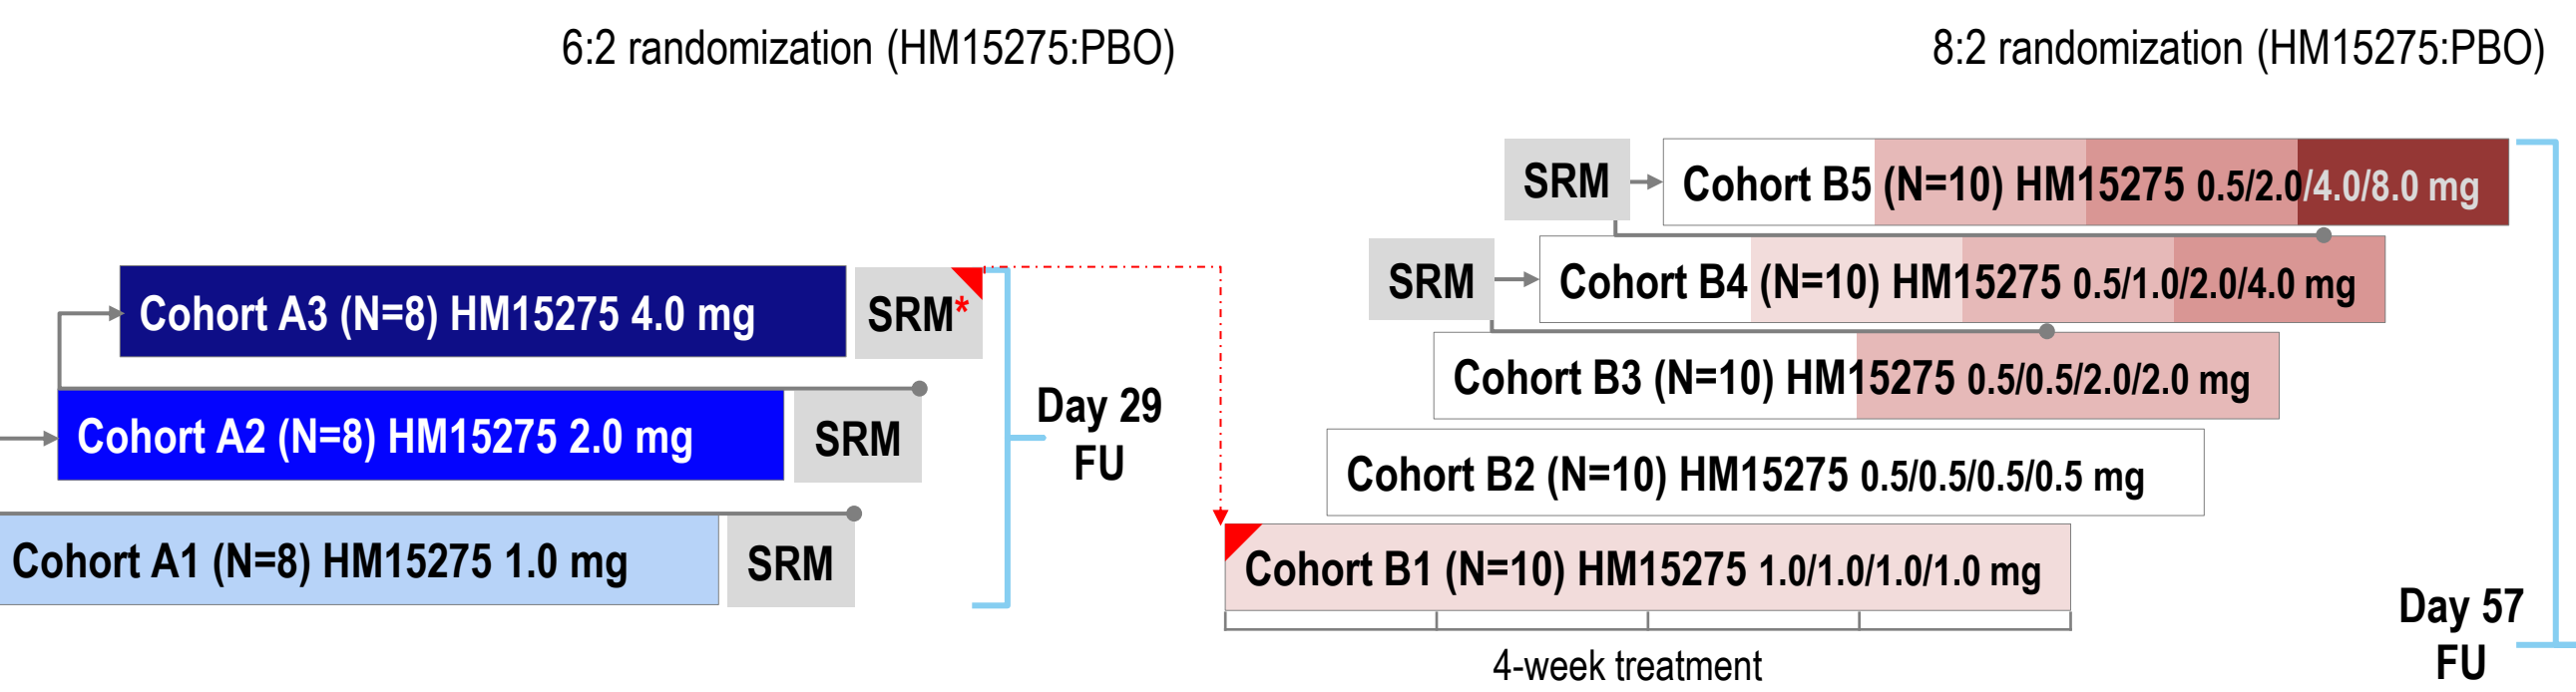 6:2 randomization (HM15275:PBO)
Cohort A3 (N=8) HM15275 4.0 mg
SRM*
Cohort A2 (N=8) HM15275 2.0 mg
SRM
Cohort A1 (N=8) HM15275 1.0 mg
SRM
Day 29
FU
8:2 randomization (HM15275:PBO)
SRM
Cohort B5 (N=10) HM15275 0.5/2.0/4.0/8.0 mg
SRM
Cohort B4 (N=10) HM15275 0.5/1.0/2.0/4.0 mg
Cohort B3 (N=10) HM15275 0.5/0.5/2.0/2.0 mg
Cohort B2 (N=10) HM15275 0.5/0.5/0.5/0.5 mg
Cohort B1 (N=10) HM15275 1.0/1.0/1.0/1.0 mg
4-week treatment
Day 57
FU